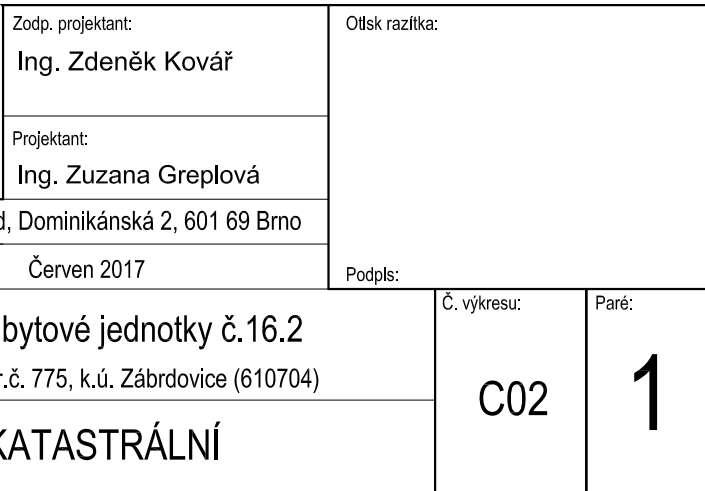 Zodp. projektant:
Ing. Zdeněk Kovář
Otisk razítka:
Projektant:
Ing. Zuzana Greplová
d, Dominikánská 2, 601 69 Brno
Červen 2017
Podpis:
bytové jednotky č.16.2
r.č. 775, k.ú. Zábrdovice (610704)
KATASTRÁLNÍ
Č. výkresu:
C02
Paré:
1